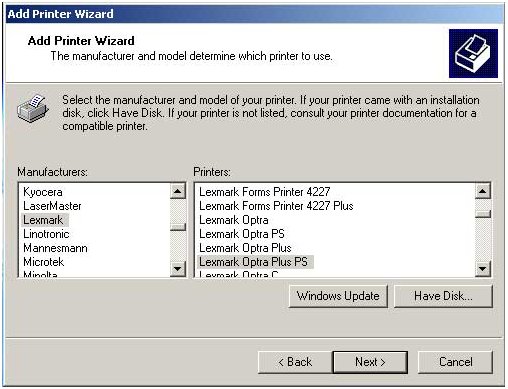 Add Printer Wizard
Add Printer Wizard
The manufacturer and model determine which printer to use.
Select the manufacturer and model of your printer. If your printer came with an installation
disk, click Have Disk. If your printer is not listed, consult your printer documentation for a
compatible printer.
Manufacturers:
Kyocera
LaserMaster
Lexmark
Linotronic
Mannesmann
Microtek
Minolta
Printers:
Lexmark Forms Printer 4227
Lexmark Forms Printer 4227 Plus
Lexmark Optra
Lexmark Optra PS
Lexmark Optra Plus
Lexmark Optra Plus PS
Lexmark Optra C
Windows Update
Have Disk...
< Back
Next >
Cancel